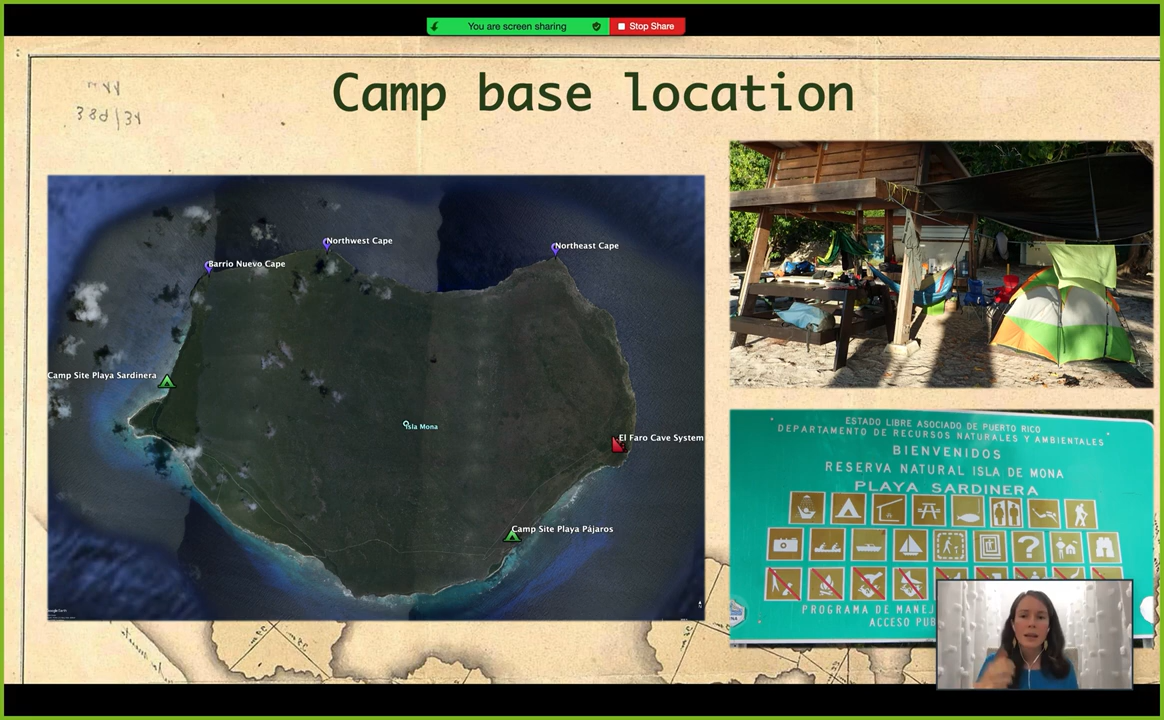 You are screen sharing
Stop Share
Camp base location
Northwest Cape
Northeast Cape
Barrio Nuevo Cape
Camp Site Playa Sardinera
Isla Mona
El Faro Cave System
Camp Site Playa Pájaros
ESTADO LIBRE ASOCIADO DE PUERTO RICO
DEPARTAMENTO DE RECURSOS NATURALES Y AMBIENTALES
BIENVENIDOS
RESERVA NATURAL ISLA DE MONA
PLAYA SARDINERA
?
PROGRAMA DE MANEJ
ACCESO PUB